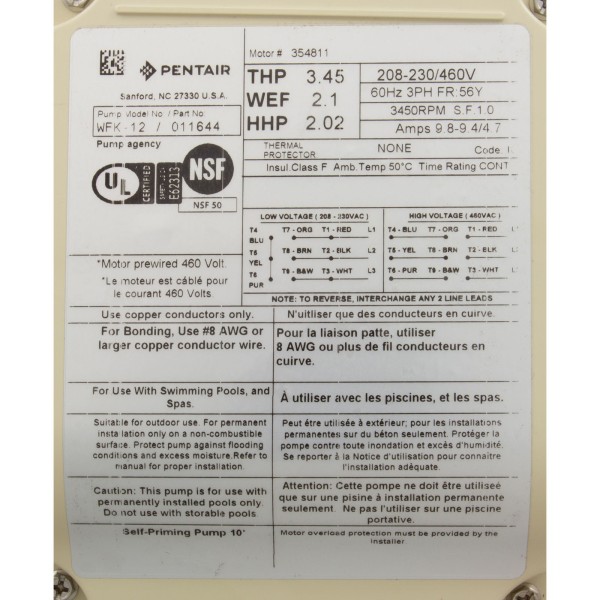 PENTAIR
Sanford, NC 27330 U.S.A.
Pump Model No / Part No:
WFK-12 / 011644
Pump agency
UL
CERTIFIED
E62313
NSF
NSF 50
Motor # 354811
THP 3.45
WEF 2.1
HHP 2.02
208-230/460V
60Hz 3PH FR:56Y
3450RPM S.F 1.0
Amps 9.8-9.4/4.7
THERMAL PROTECTOR NONE Code:
Insul.Class F Amb.Temp 50°C Time Rating CONT
LOW VOLTAGE (208 - 230VAC)
T4 BLU T7 - ORG T1 - RED L1
T5 YEL T8 - BRN T2 - BLK L2
T6 PUR T9 - B&W T3 - WHT L3
HIGH VOLTAGE (460VAC)
T4 - BLU T7 - ORG T1 - RED
T5 - YEL T8 - BRN T2 - BLK
T6 - PUR T9 - B&W T3 - WHT
NOTE: TO REVERSE, INTERCHANGE ANY 2 LINE LEADS
*Motor prewired 460 Volt.
*Le moteur est câblé pour
le courant 460 Volts.
Use copper conductors only.
N'uitliser que des conducteurs en curive.
For Bonding, Use #8 AWG or
larger copper conductor wire.
Pour la liaison patte, utiliser
8 AWG ou plus de fil conducteurs en
cuirve.
For Use With Swimming Pools, and
Spas.
À utiliser avec les piscines, et les spas.
Suitable for outdoor use. For permanent
installation only on a non-combustible
surface. Protect pump against flooding
conditions and excess moisture.Refer to
manual for proper installation.
Peut être utilisée à extérieur; pour les installations
permanentes sur du béton seulement. Protéger la
pompe contre toute inondation et excés d'humidité.
Se reporter à la Notice d'utilisation pour connaitre
l'installation adéquate.
Caution: This pump is for use with
permanently installed pools only.
Do not use with storable pools.
Attention: Cette pompe ne doit être utilisée
que sur une pisine à installation permanente
seulement. Ne pas l'utiliser sur une piscine
portative.
Self-Priming Pump 10'
Motor overload protection must be provided by the
installer